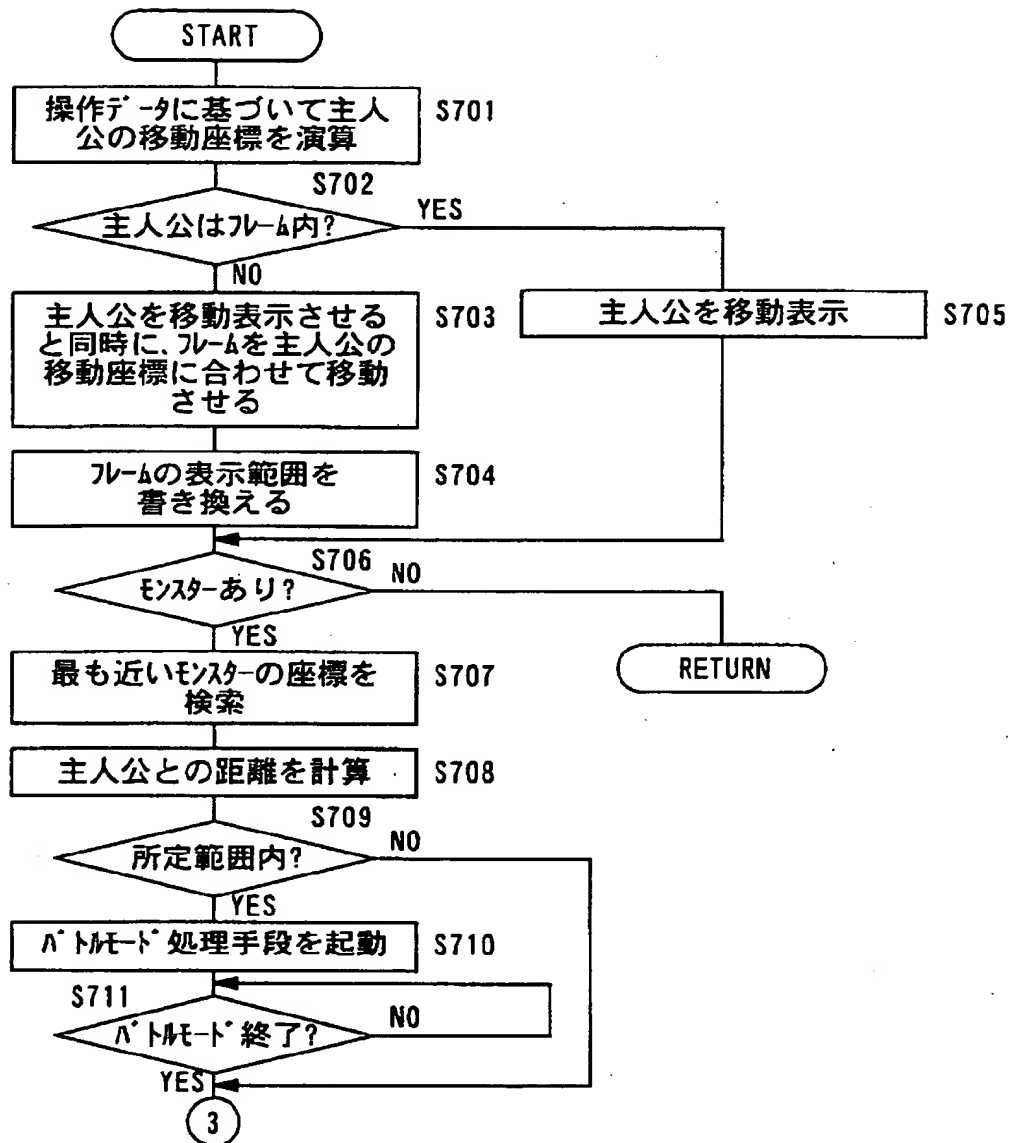 START
操作データに基づいて主人
公の移動座標を演算
S701
S702
主人公はフレーム内?
YES
NO
主人公を移動表示させる
と同時に、フレームを主人公の
移動座標に合わせて移動
させる
S703
主人公を移動表示
S705
フレームの表示範囲を
書き換える
S704
S706
モンスターあり?
NO
YES
RETURN
最も近いモンスターの座標を
検索
S707
主人公との距離を計算
S708
S709
所定範囲内?
NO
YES
バトルモード処理手段を起動
S710
S711
バトルモード終了?
NO
YES
3